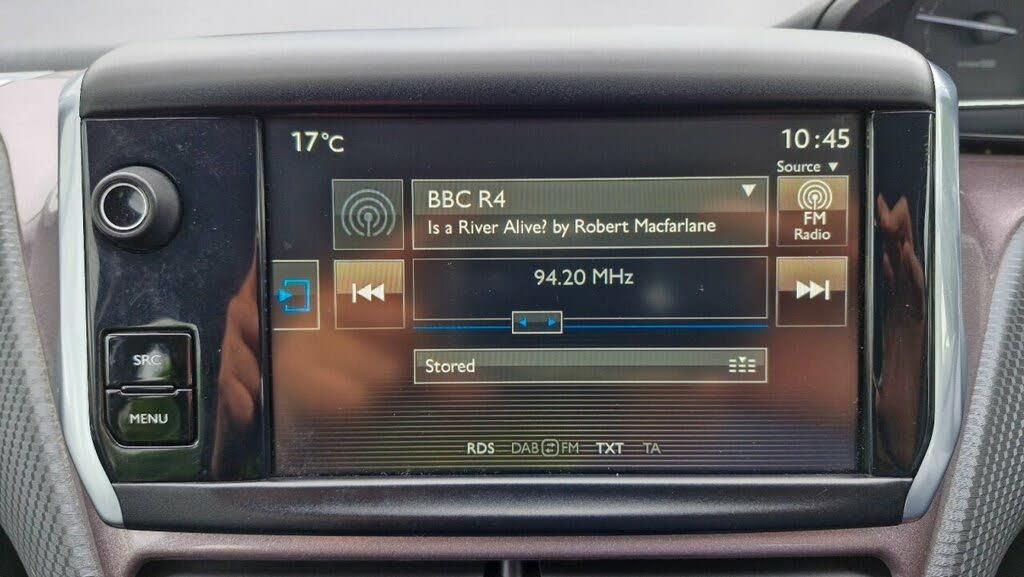 17°C
10:45
Source
BBC R4
Is a River Alive? by Robert Macfarlane
FM
Radio
94.20 MHz
SRC
Stored
MENU
RDS DAB FM TXT TA